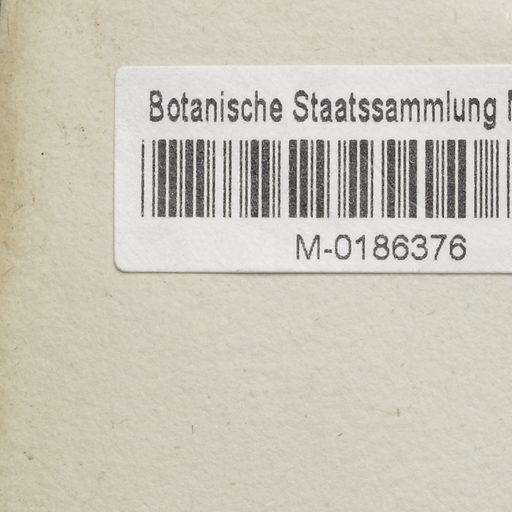 Botanische Staatssammlung
M-0186376